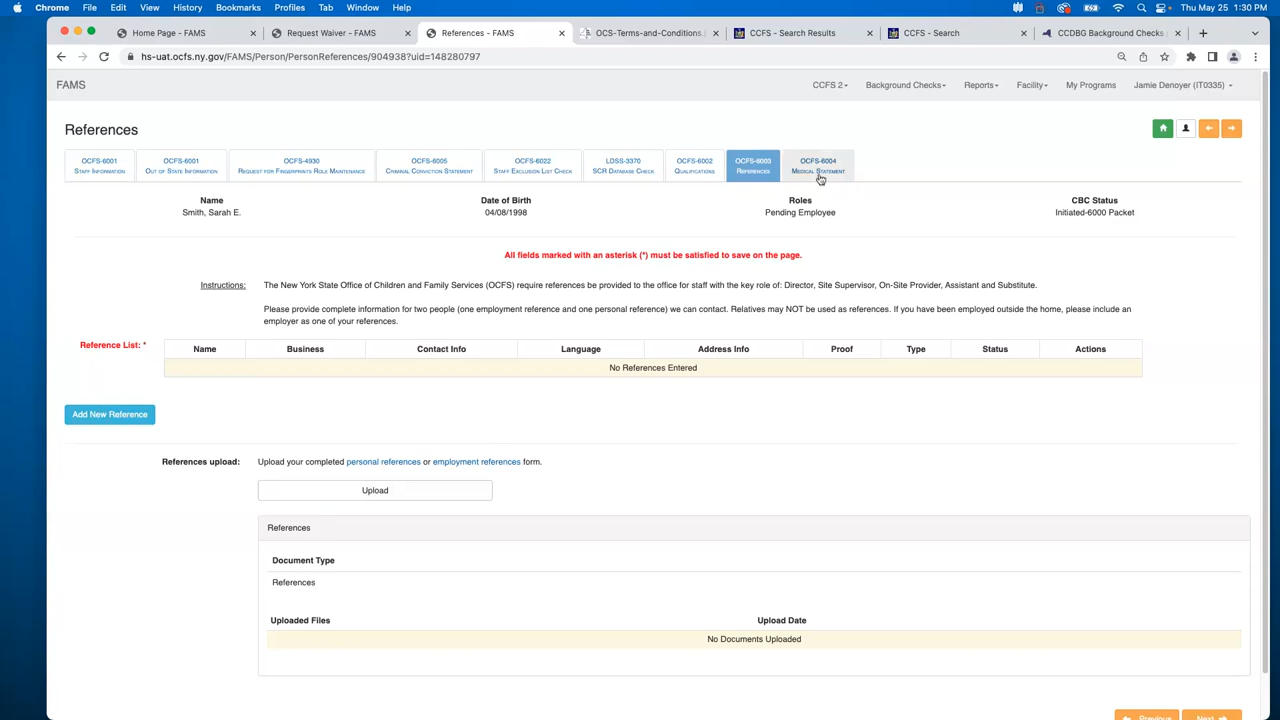 Chrome File Edit View History Bookmarks Profiles Tab Window Help Thu May 25 1:30 PM
Home Page - FAMS Request Waiver - FAMS References - FAMS OCS-Terms-and-Conditions. CCFS - Search Results CCFS - Search CCDBG Background Checks
hs-uat.ocfs.ny.gov/FAMS/Person/PersonReferences/904938?uid=148280797
FAMS CCFS 2 Background Checks Reports Facility My Programs Jamie Denoyer (IT0335)
References
OCFS-6001 OCFS-6001 OCFS-4930 OCFS-6005 OCFS-6022 LDSS-3370 OCFS-6002 OCFS-6003 OCFS-6004
Staff Information Out of State Information Request for Fingerprints Role Maintenance Criminal Conviction Statement Staff Exclusion List Check SCR Database Check Qualifications References Medical Statement
Name Date of Birth Roles CBC Status
Smith, Sarah E. 04/08/1998 Pending Employee Initiated-6000 Packet
All fields marked with an asterisk (*) must be satisfied to save on the page.
Instructions: The New York State Office of Children and Family Services (OCFS) require references be provided to the office for staff with the key role of: Director, Site Supervisor, On-Site Provider, Assistant and Substitute.
Please provide complete information for two people (one employment reference and one personal reference) we can contact. Relatives may NOT be used as references. If you have been employed outside the home, please include an
employer as one of your references.
Reference List: * Name Business Contact Info Language Address Info Proof Type Status Actions
No References Entered
Add New Reference
References upload: Upload your completed personal references or employment references form.
Upload
References
Document Type
References
Uploaded Files Upload Date
No Documents Uploaded
Previous Next